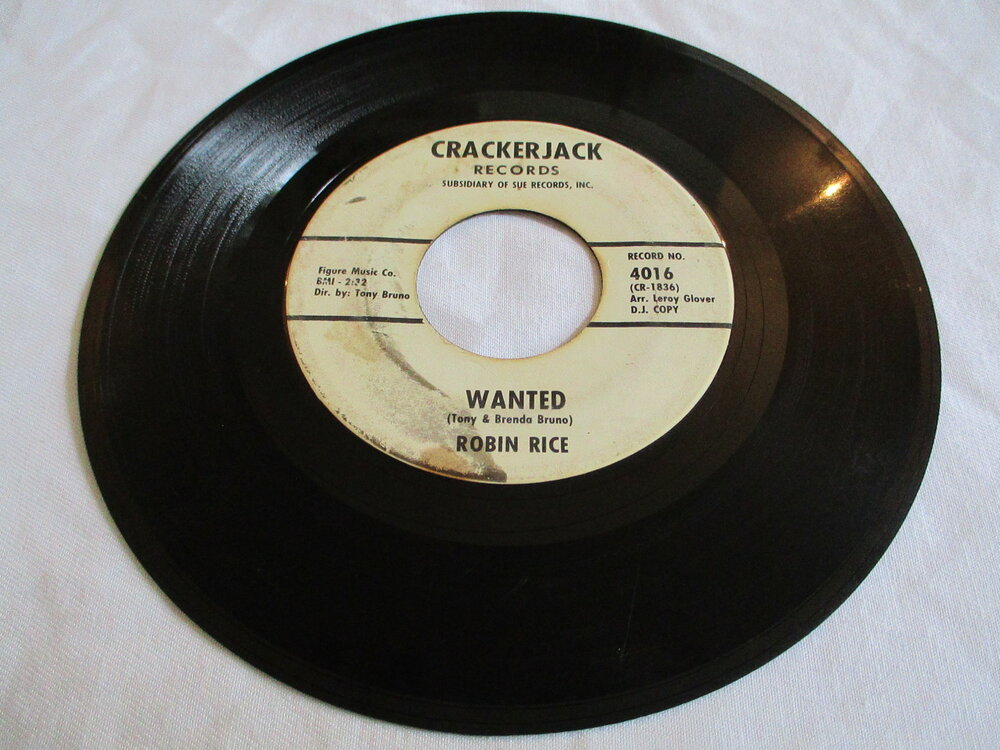 CRACKERJACK
RECORDS
SUBSIDIARY OF SUE RECORDS, INC.
Figure Music Co.
BMI - 2:32
Dir. by: Tony Bruno
RECORD NO.
4016
(CR-1836)
Arr. Leroy Glover
D.J. COPY
WANTED
(Tony & Brenda Bruno)
ROBIN RICE